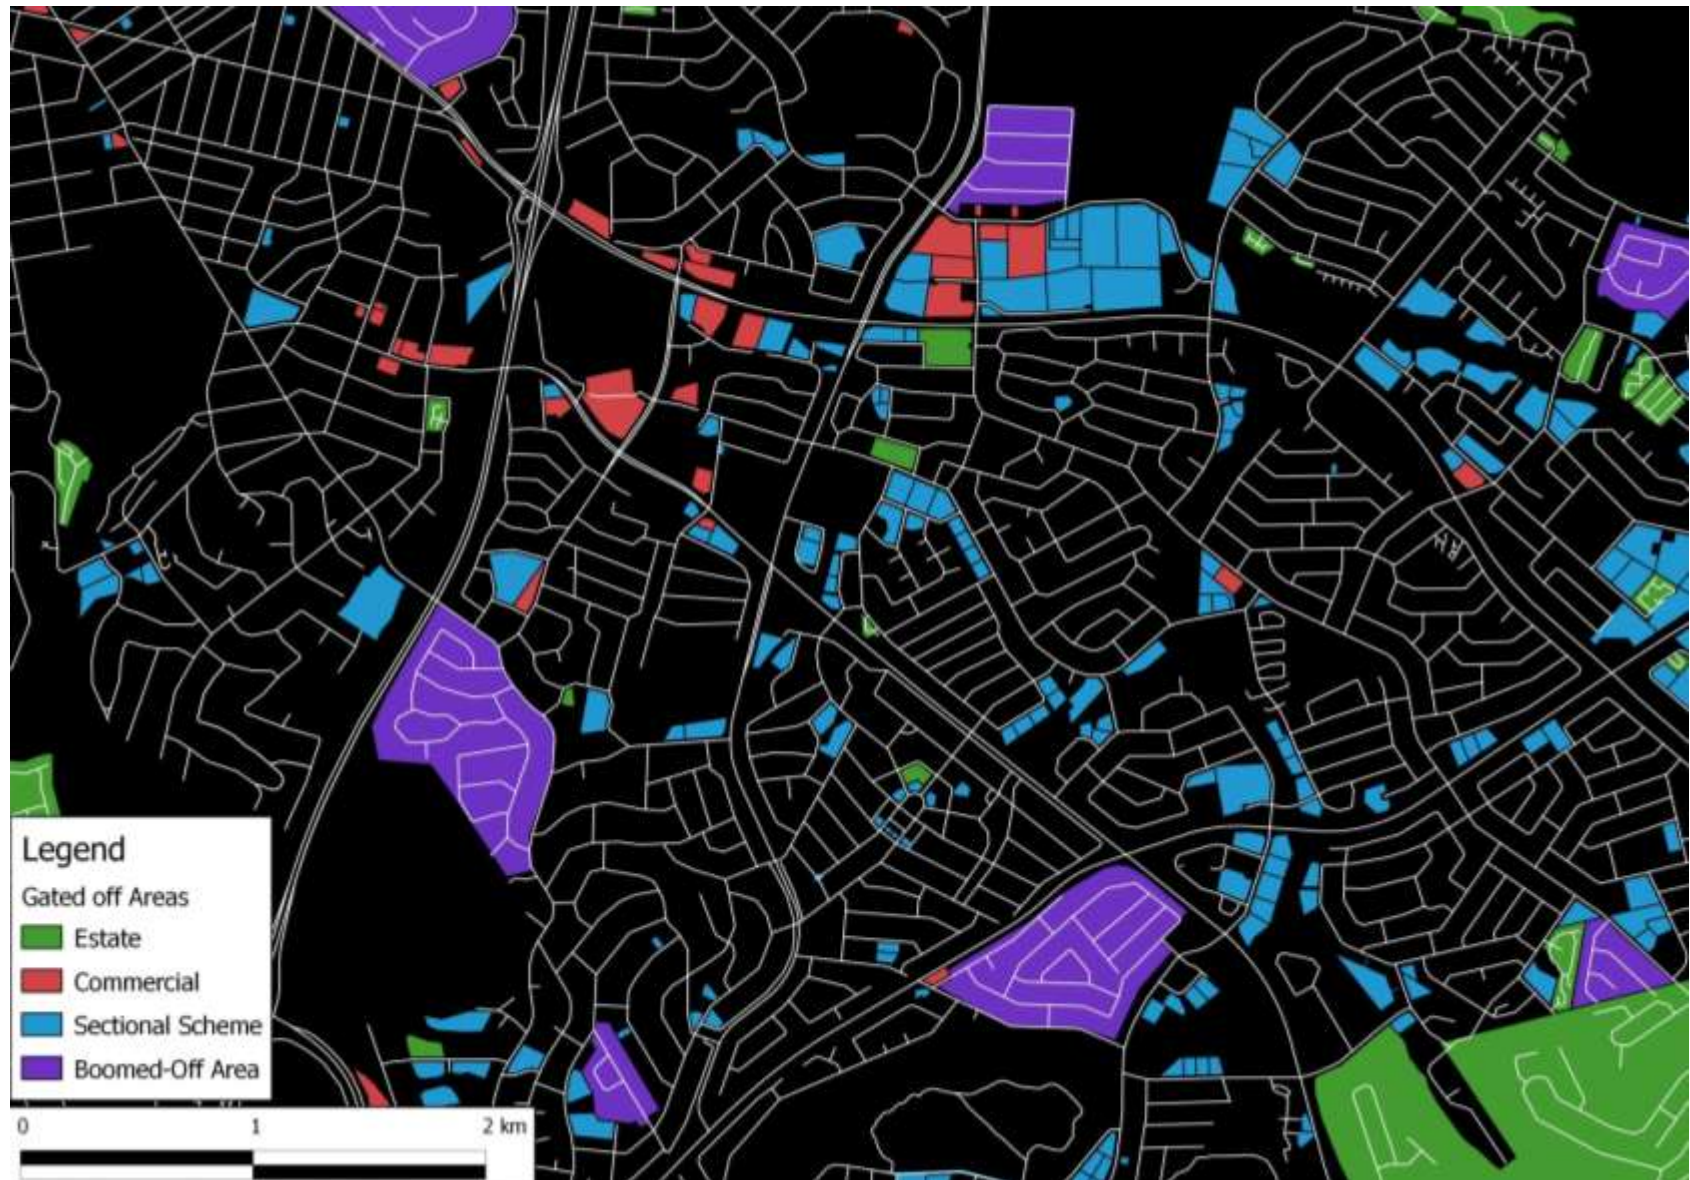 Legend
Gated off Areas
Estate
Commercial
Sectional Scheme
Boomed-Off Area
0 1 2 km